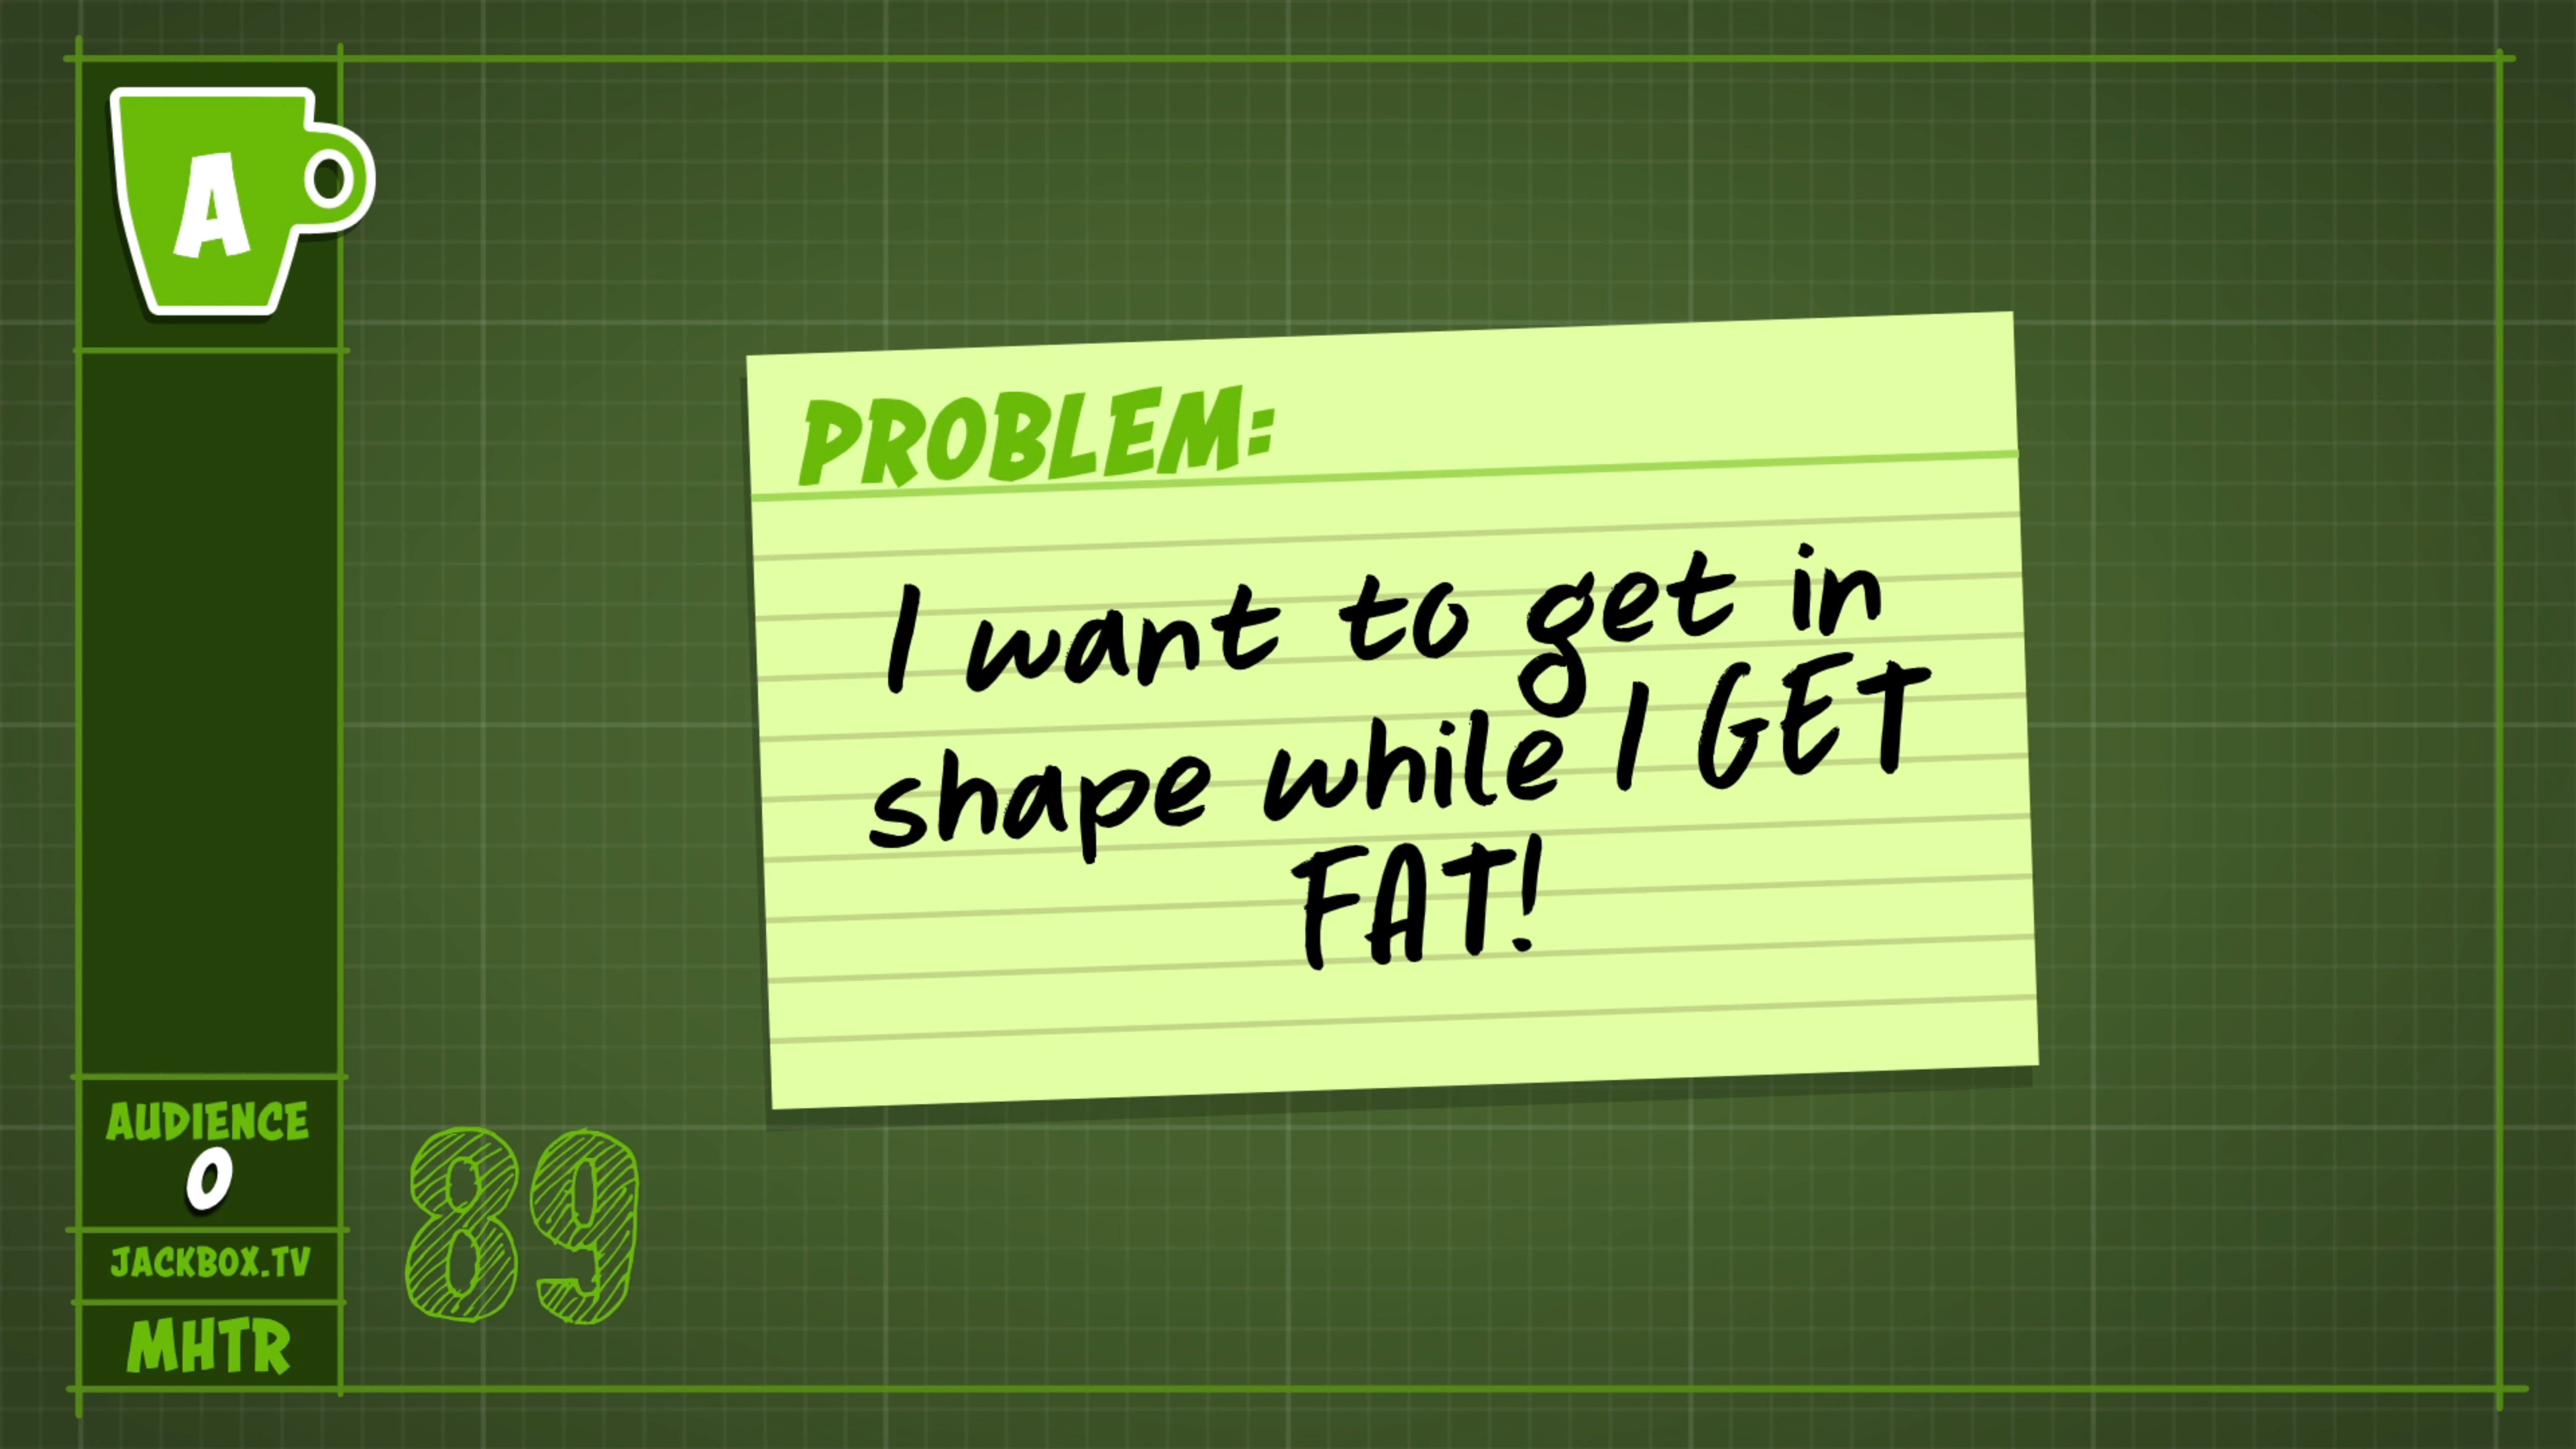 A
PROBLEM:
I want to get in
shape while I GET
FAT!
AUDIENCE
0
JACKBOX.TV
MHTR
89